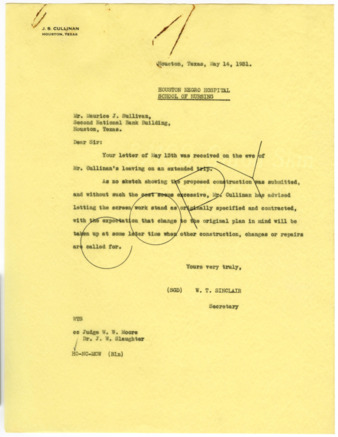 J. S. CULLINAN
HOUSTON, TEXAS
Houston, Texas, May 14, 1931.
HOUSTON NEGRO HOSPITAL
SCHOOL OF NURSING
Mr. Maurice J. Sullivan,
Second National Bank Building,
Houston, Texas.
Dear Sir:
Your letter of May 12th was received on the eve of
Mr. Cullinan's leaving on an extended trip.
As no sketch showing the proposed construction was submitted,
and without such the cost seems excessive, Mr. Cullinan has advised
letting the screen work stand as originally specified and contracted,
with the expectation that change to the original plan in mind will be
taken up at some later time when other construction, changes or repairs
are called for.
Yours very truly,
(SGD) W. T. SINCLAIR
Secretary
WTS
cc Judge W. W. Moore
Mr. J. W. Slaughter
COPY